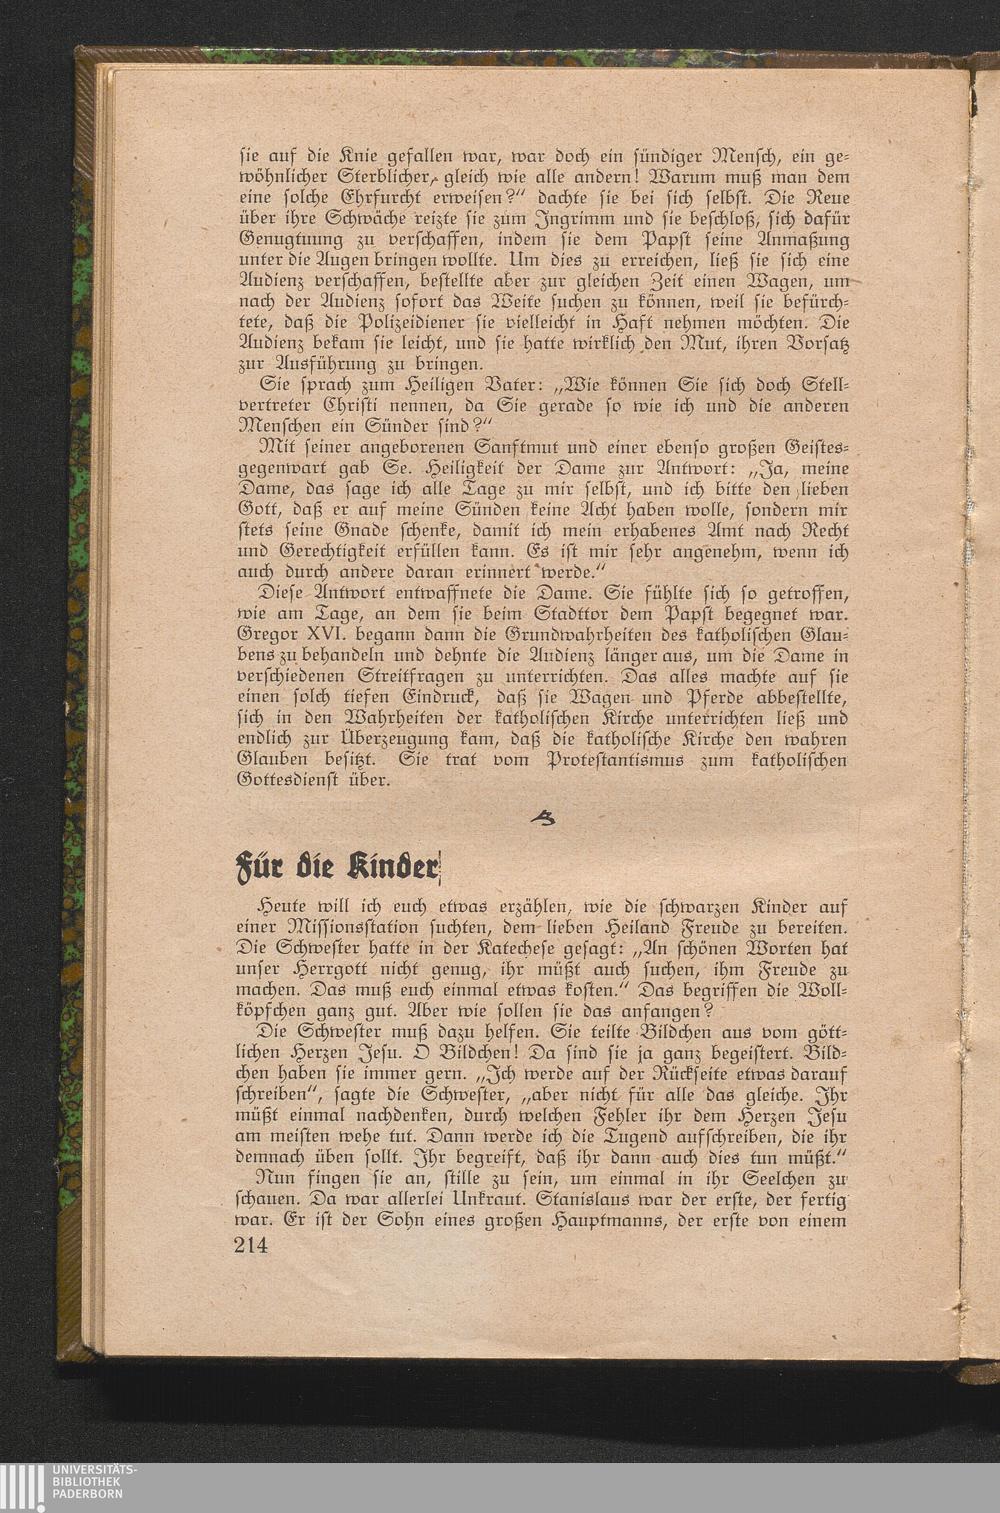 sie auf die Knie gefallen war, war doch ein sündiger Mensch, ein ge-
wöhnlicher Sterblicher, gleich wie alle andern! Warum muß man dem
eine solche Ehrfurcht erweisen?“ dachte sie bei sich selbst. Die Reue
über ihre Schwäche reizte sie zum Ingrimm und sie beschloß, sich dafür
Genugtuung zu verschaffen, indem sie dem Papst seine Anmaßung
unter die Augen bringen wollte. Um dies zu erreichen, ließ sie sich eine
Audienz verschaffen, bestellte aber zur gleichen Zeit einen Wagen, um
nach der Audienz sofort das Weite suchen zu können, weil sie befürch-
tete, daß die Polizeidiener sie vielleicht in Haft nehmen möchten. Die
Audienz bekam sie leicht, und sie hatte wirklich den Mut, ihren Vorsatz
zur Ausführung zu bringen.
Sie sprach zum Heiligen Vater: „Wie können Sie sich doch Stell-
vertreter Christi nennen, da Sie gerade so wie ich und die anderen
Menschen ein Sünder sind?“
Mit seiner angeborenen Sanftmut und einer ebenso großen Geistes-
gegenwart gab Se. Heiligkeit der Dame zur Antwort: „Ja, meine
Dame, das sage ich alle Tage zu mir selbst, und ich bitte den lieben
Gott, daß er auf meine Sünden keine Acht haben wolle, sondern mir
stets seine Gnade schenke, damit ich mein erhabenes Amt nach Recht
und Gerechtigkeit erfüllen kann. Es ist mir sehr angenehm, wenn ich
auch durch andere daran erinnert werde.“
Diese Antwort entwaffnete die Dame. Sie fühlte sich so getroffen,
wie am Tage, an dem sie beim Stadttor dem Papst begegnet war.
Gregor XVI. begann dann die Grundwahrheiten des katholischen Glau-
bens zu behandeln und dehnte die Audienz länger aus, um die Dame in
verschiedenen Streitfragen zu unterrichten. Das alles machte auf sie
einen solch tiefen Eindruck, daß sie Wagen und Pferde abbestellte,
sich in den Wahrheiten der katholischen Kirche unterrichten ließ und
endlich zur Überzeugung kam, daß die katholische Kirche den wahren
Glauben besitzt. Sie trat vom Protestantismus zum katholischen
Gottesdienst über.
Für die Kinder
Heute will ich euch etwas erzählen, wie die schwarzen Kinder auf
einer Missionsstation suchten, dem lieben Heiland Freude zu bereiten.
Die Schwester hatte in der Katechese gesagt: „An schönen Worten hat
unser Herrgott nicht genug, ihr müßt auch suchen, ihm Freude zu
machen. Das muß euch einmal etwas kosten.“ Das begriffen die Woll-
köpfchen ganz gut. Aber wie sollen sie das anfangen?
Die Schwester muß dazu helfen. Sie teilte Bildchen aus vom gött-
lichen Herzen Jesu. O Bildchen! Da sind sie ja ganz begeistert. Bild-
chen haben sie immer gern. „Ich werde auf der Rückseite etwas darauf
schreiben“, sagte die Schwester, „aber nicht für alle das gleiche. Ihr
müßt einmal nachdenken, durch welchen Fehler ihr dem Herzen Jesu
am meisten wehe tut. Dann werde ich die Tugend aufschreiben, die ihr
demnach üben sollt. Ihr begreift, daß ihr dann auch dies tun müßt.“
Nun fingen sie an, stille zu sein, um einmal in ihr Seelchen zu
schauen. Da war allerlei Unkraut. Stanislaus war der erste, der fertig
war. Er ist der Sohn eines großen Hauptmanns, der erste von einem
214
UNIVERSITÄTS-
BIBLIOTHEK
PADERBORN